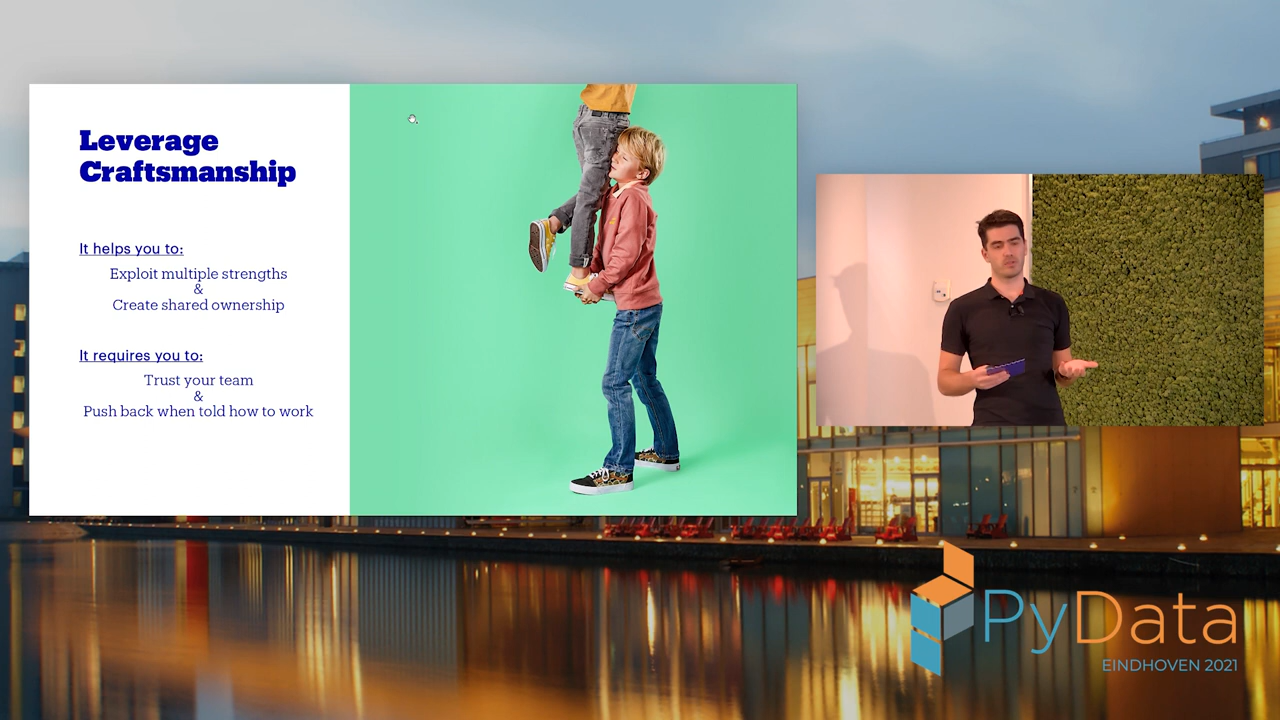 Leverage
Craftsmanship
It helps you to:
Exploit multiple strengths
&
Create shared ownership
It requires you to:
Trust your team
&
Push back when told how to work
PyData
EINDHOVEN 2021